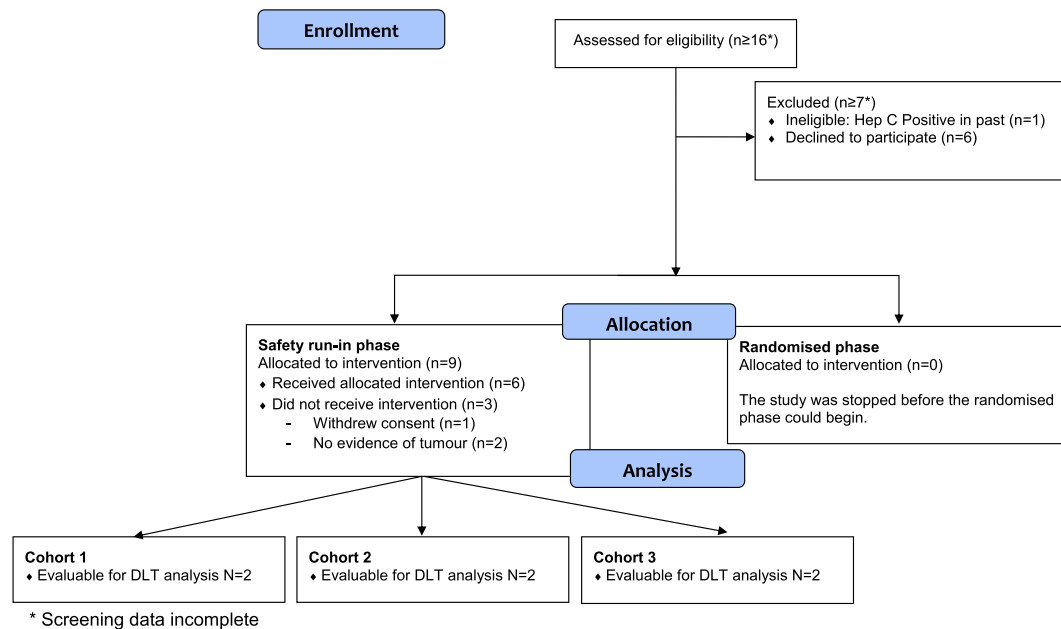 Enrollment
Assessed for eligibility (n≥16*)
Excluded (n≥7*)
♦ Ineligible: Hep C Positive in past (n=1)
♦ Declined to participate (n=6)
Allocation
Safety run-in phase
Allocated to intervention (n=9)
♦ Received allocated intervention (n=6)
♦ Did not receive intervention (n=3)
- Withdrew consent (n=1)
- No evidence of tumour (n=2)
Randomised phase
Allocated to intervention (n=0)
The study was stopped before the randomised
phase could begin.
Analysis
Cohort 1
♦ Evaluable for DLT analysis N=2
Cohort 2
♦ Evaluable for DLT analysis N=2
Cohort 3
♦ Evaluable for DLT analysis N=2
* Screening data incomplete